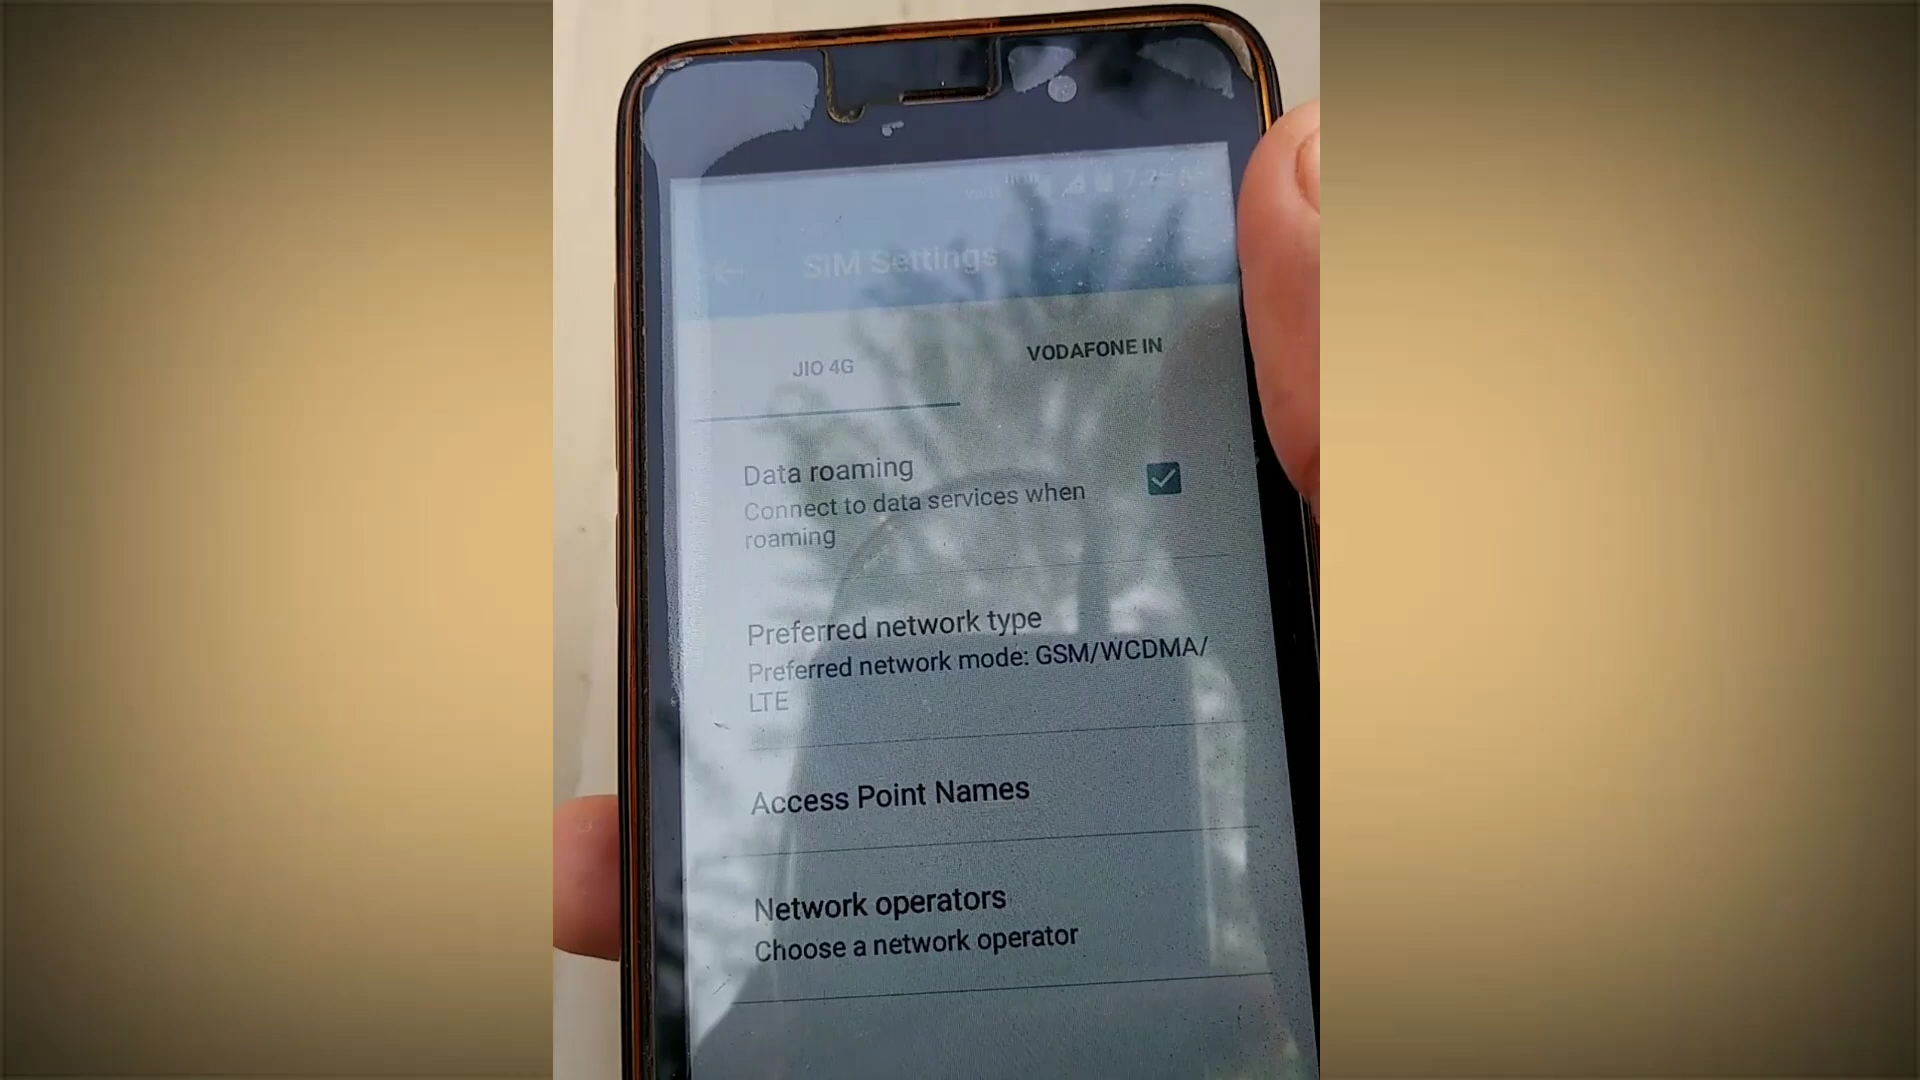 SIM Settings
JIO 4G
VODAFONE IN
Data roaming
Connect to data services when
roaming
Preferred network type
Preferred network mode: GSM/WCDMA/
LTE
Access Point Names
Network operators
Choose a network operator